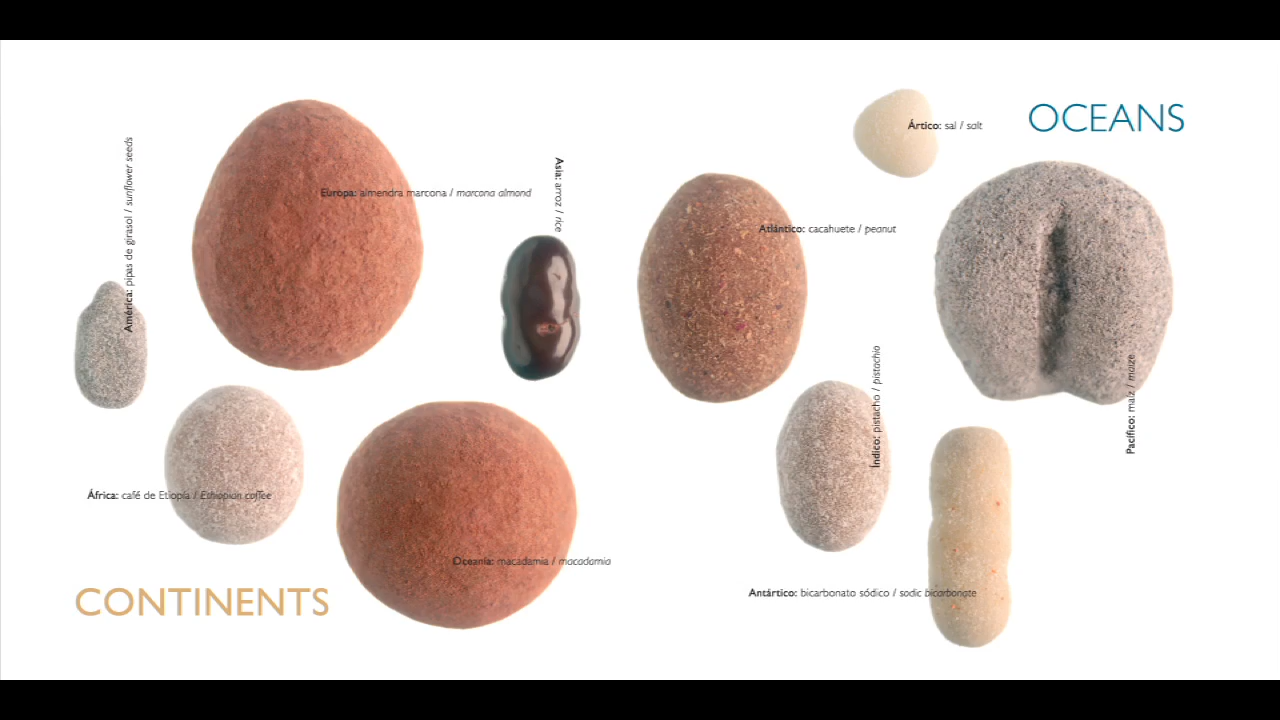 América: pipas de girasol / sunflower seeds
Europa: almendra marcona / marcona almond
Asia: arroz / rice
África: café de Etiopía / Ethiopian coffee
Oceanía: macadamia / macadamia
CONTINENTS
OCEANS
Ártico: sal / salt
Atlántico: cacahuete / peanut
Índico: pistacho / pistachio
Pacífico: maíz / maize
Antártico: bicarbonato sódico / sodic bicarbonate